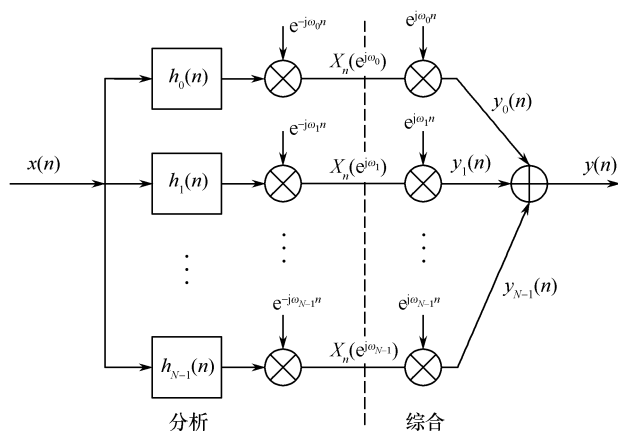 e^{-jω_0 n} e^{jω_0 n}
h_0(n) X_n(e^{jω_0}) y_0(n)
e^{-jω_1 n} e^{jω_1 n}
x(n) h_1(n) X_n(e^{jω_1}) y_1(n) y(n)
⋮ ⋮ ⋮
e^{-jω_{N-1} n} e^{jω_{N-1} n} y_{N-1}(n)
h_{N-1}(n) X_n(e^{jω_{N-1}})
分析 综合